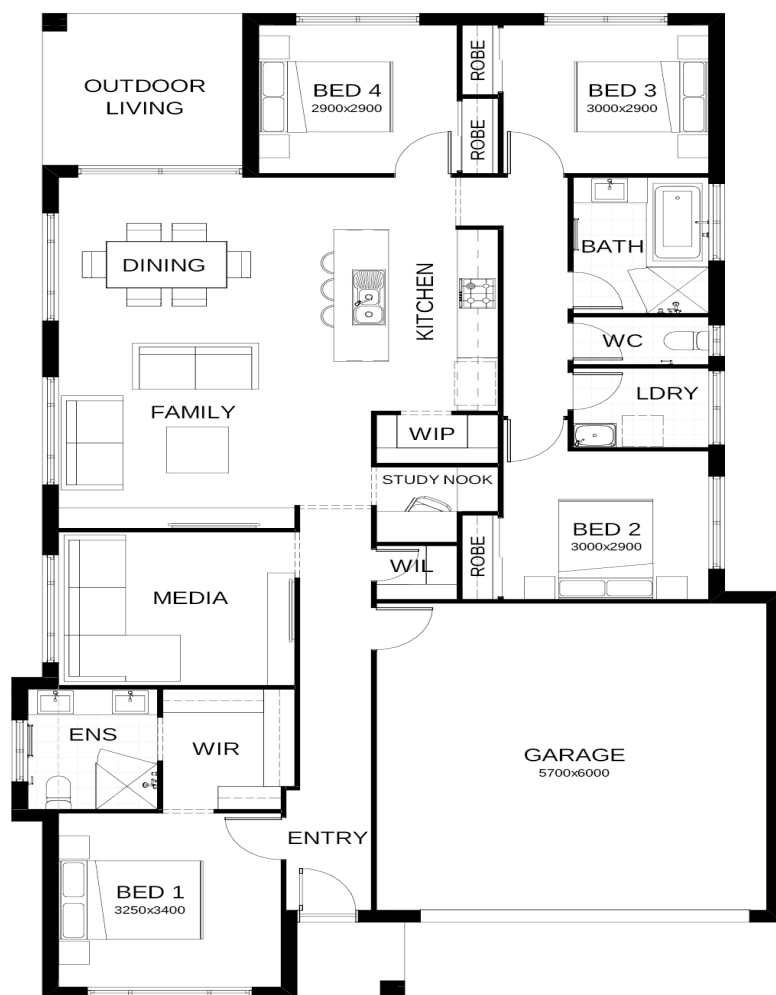 OUTDOOR
LIVING
BED 4
2900x2900
ROBE
ROBE
BED 3
3000x2900
BATH
DINING
KITCHEN
WC
LDRY
FAMILY
WIP
STUDY NOOK
BED 2
3000x2900
ROBE
WIL
MEDIA
ENS
WIR
GARAGE
5700x6000
ENTRY
BED 1
3250x3400